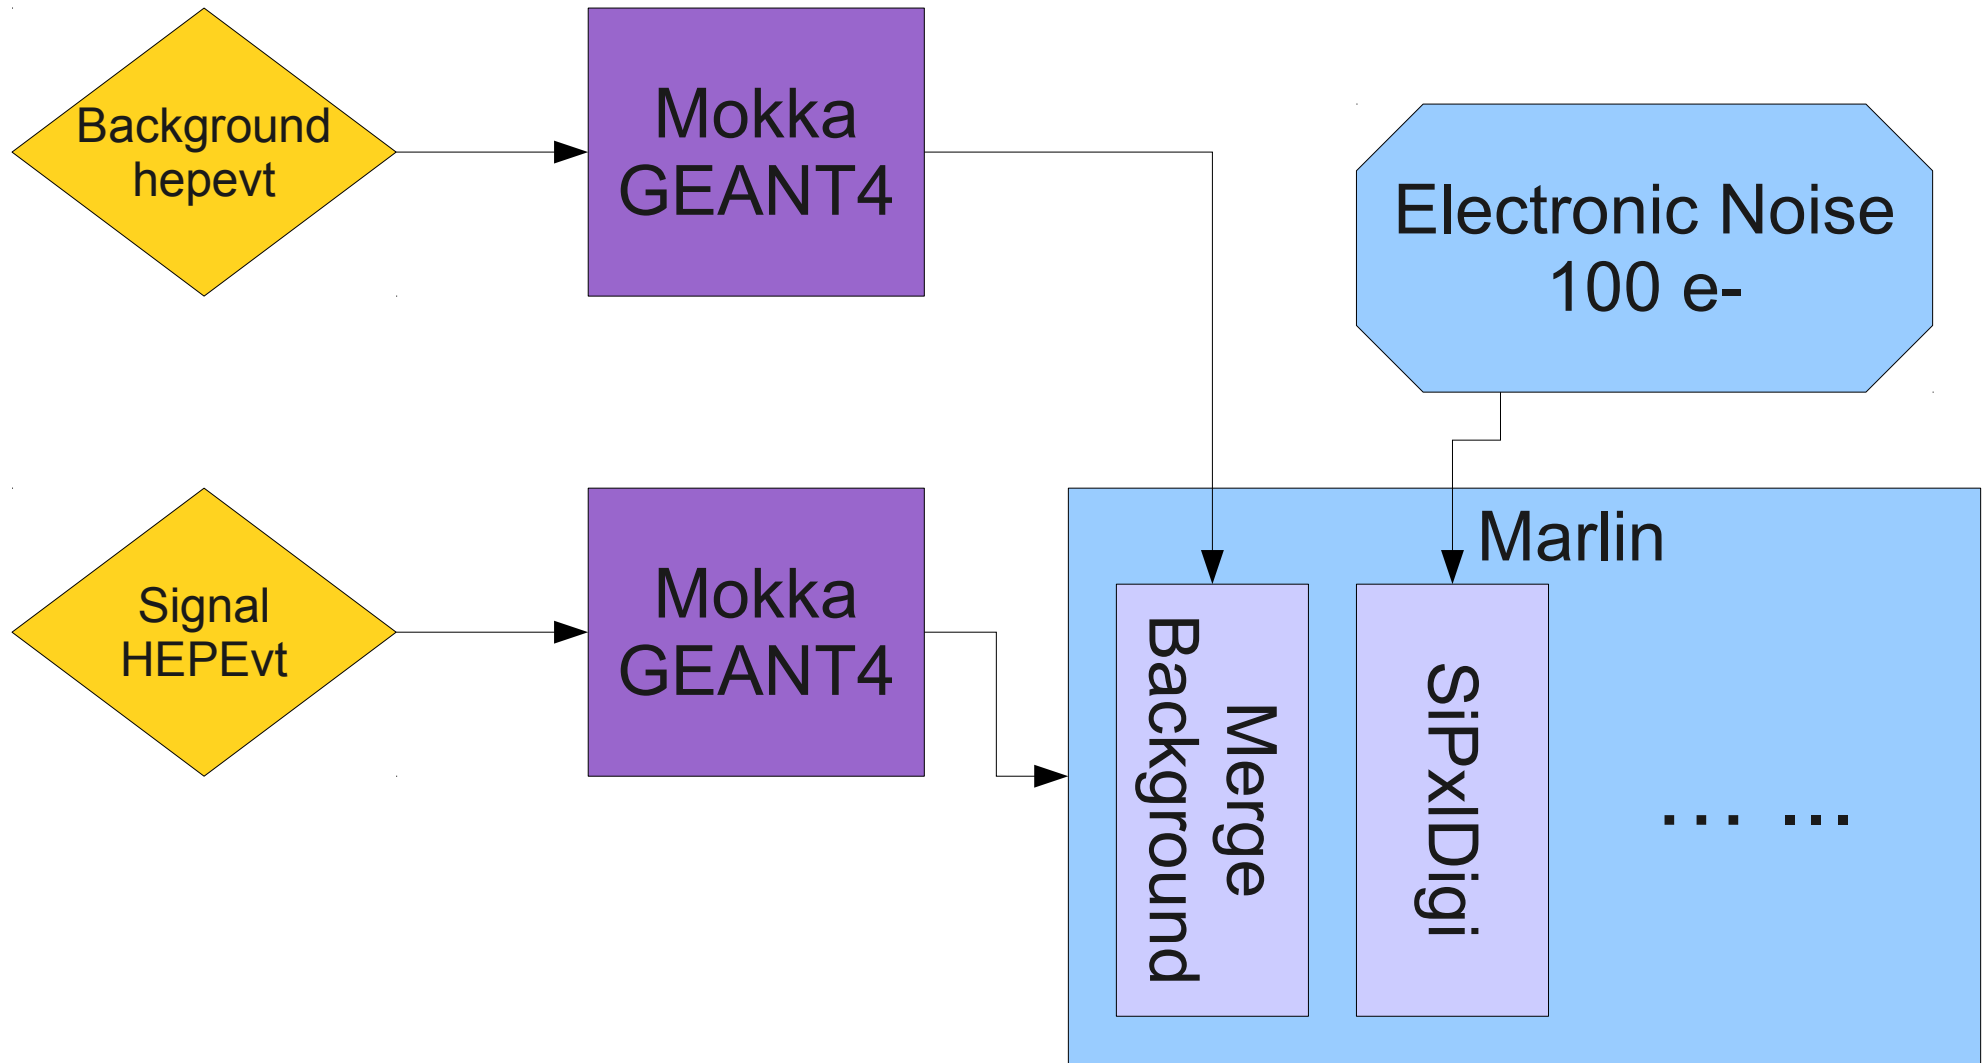 Background
hepevt
Mokka
GEANT4
Electronic Noise
100 e-
Signal
HEPEvt
Mokka
GEANT4
Marlin
Merge
Background
SiPxlDigi
... ...